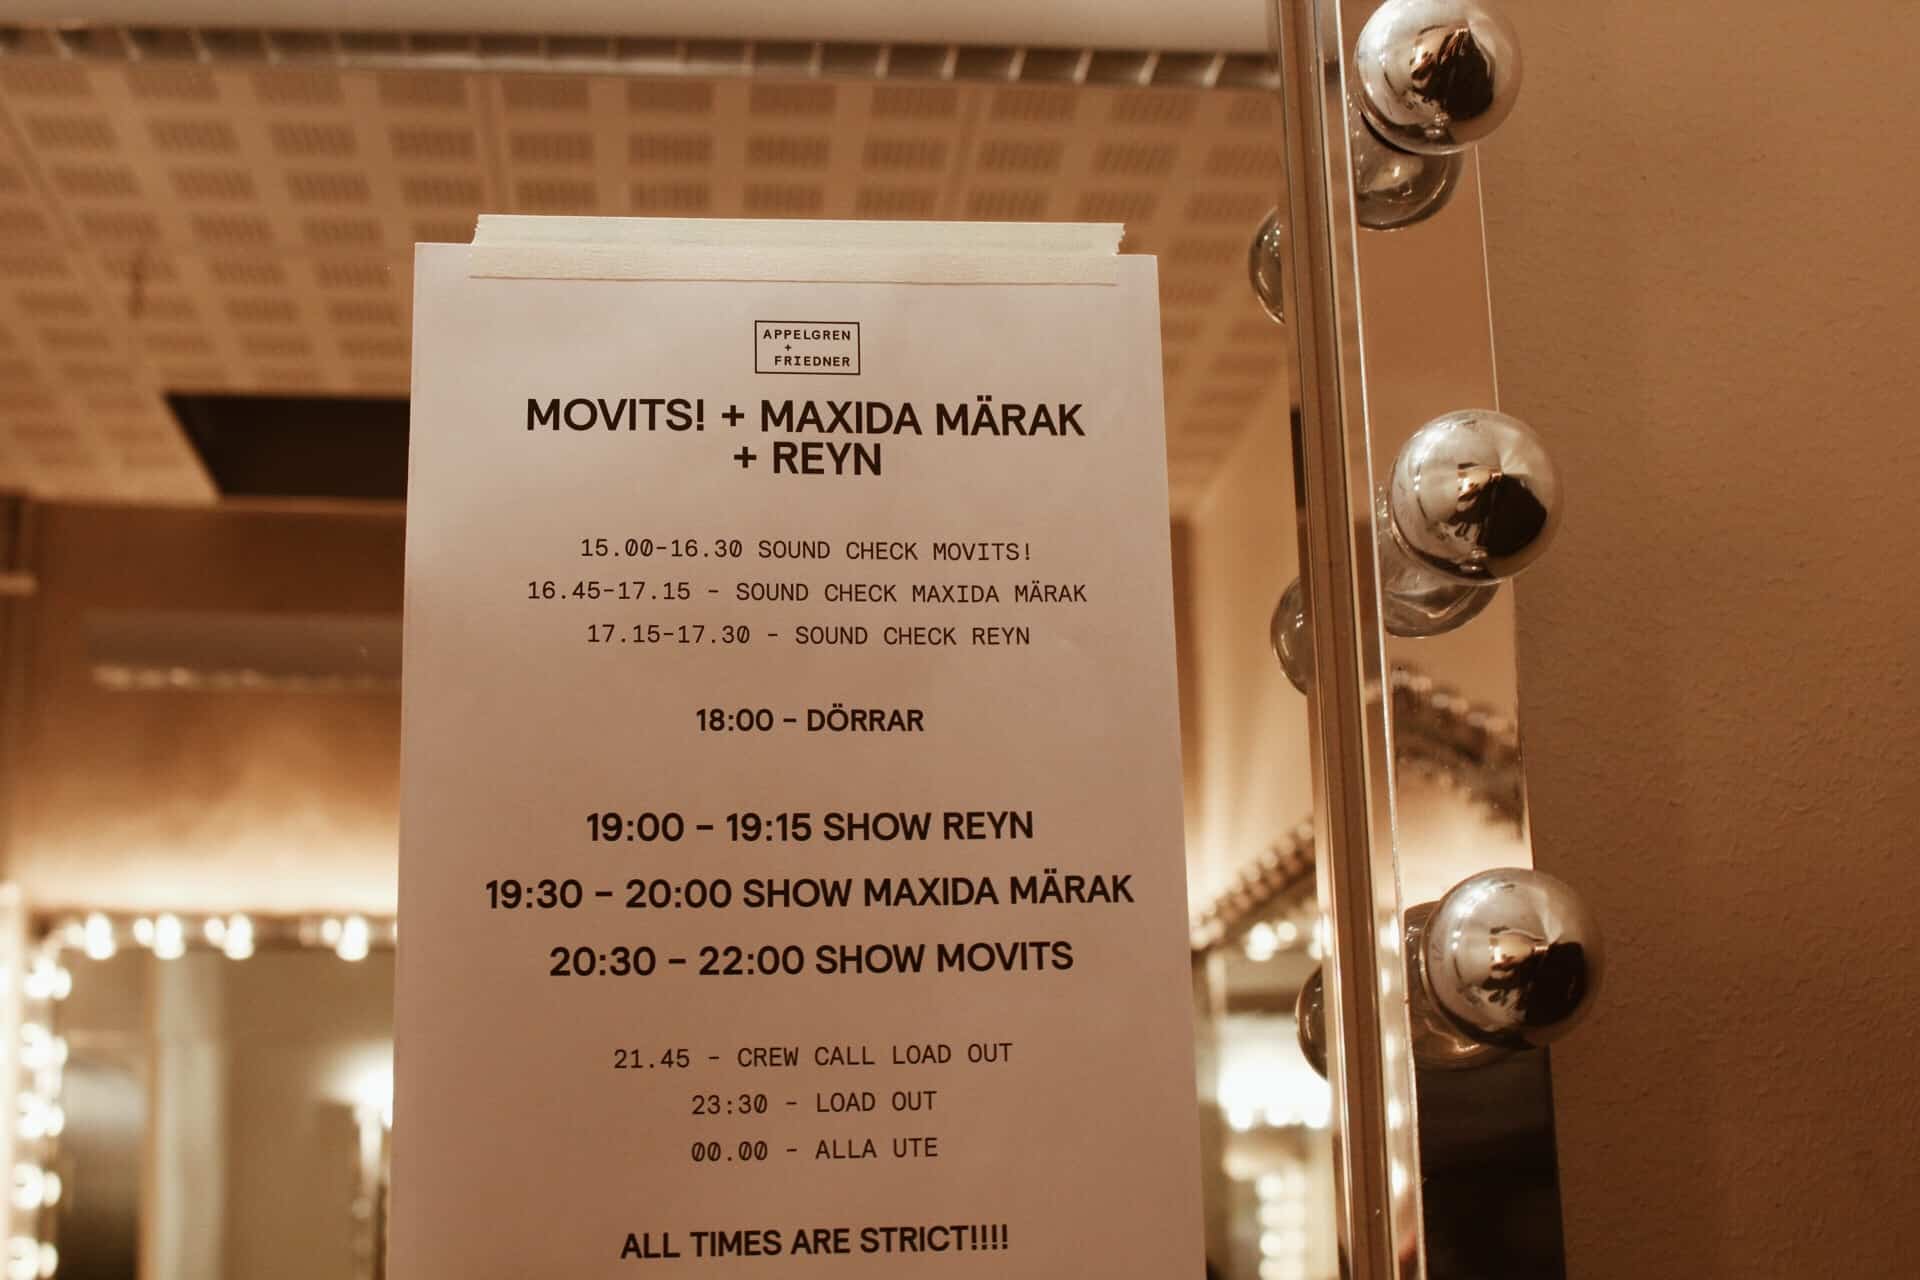 APPELGREN
+
FRIEDNER
MOVITS! + MAXIDA MÄRAK
+ REYN
15.00-16.30 SOUND CHECK MOVITS!
16.45-17.15 - SOUND CHECK MAXIDA MÄRAK
17.15-17.30 - SOUND CHECK REYN
18:00 - DÖRRAR
19:00 - 19:15 SHOW REYN
19:30 - 20:00 SHOW MAXIDA MÄRAK
20:30 - 22:00 SHOW MOVITS
21.45 - CREW CALL LOAD OUT
23:30 - LOAD OUT
00.00 - ALLA UTE
ALL TIMES ARE STRICT!!!!